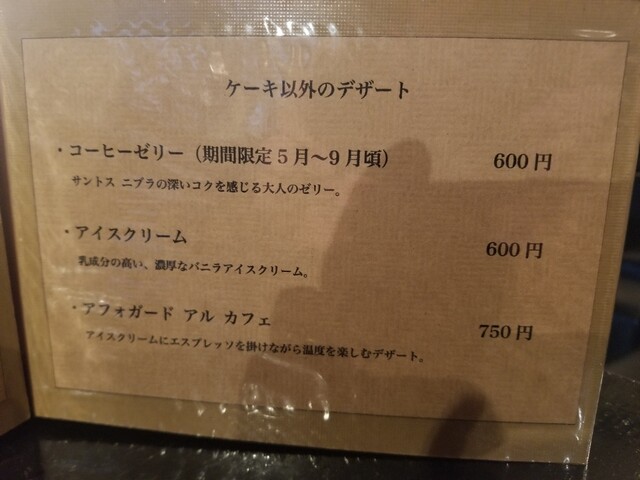 ケーキ以外のデザート
・コーヒーゼリー（期間限定5月〜9月頃） 600円
サントス ニブラの深いコクを感じる大人のゼリー。
・アイスクリーム 600円
乳成分の高い、濃厚なバニラアイスクリーム。
・アフォガード アル カフェ 750円
アイスクリームにエスプレッソを掛けながら温度を楽しむデザート。